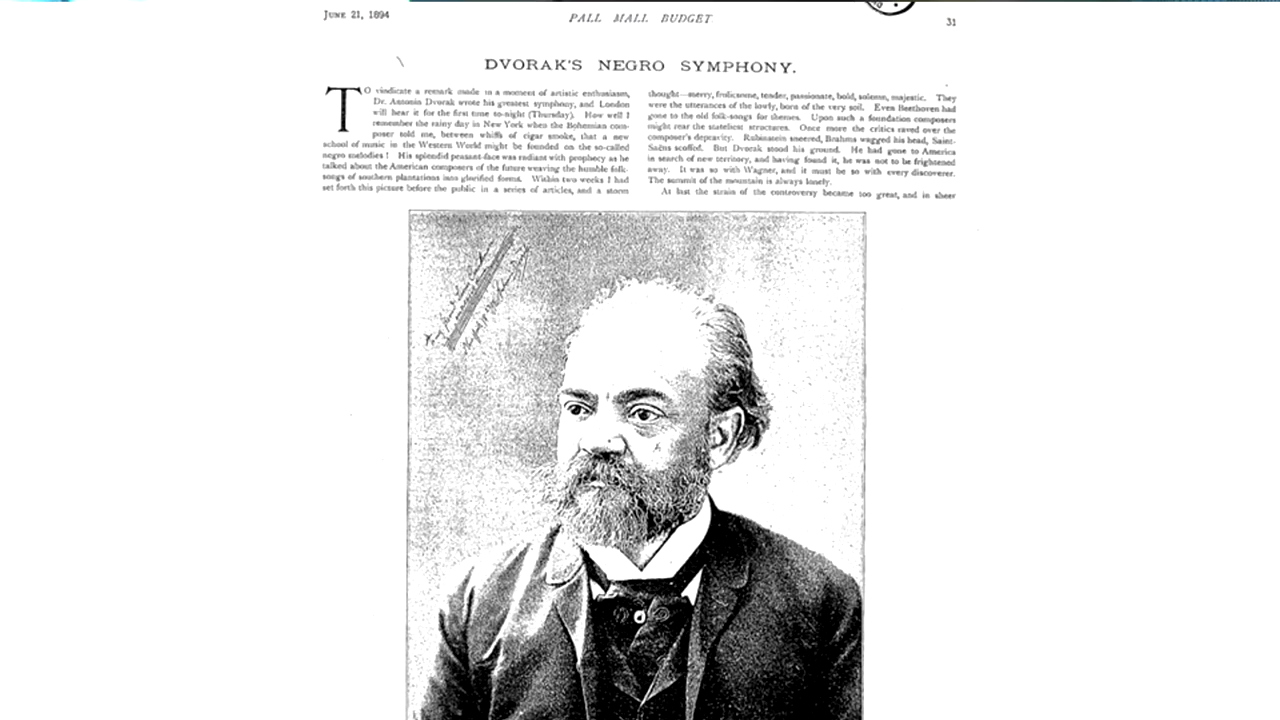 JUNE 21, 1894
PALL MALL BUDGET
31
DVORAK'S NEGRO SYMPHONY.
TO vindicate a remark made in a moment of artistic enthusiasm,
Dr. Antonin Dvorak wrote his greatest symphony, and London
will hear it for the first time to-night (Thursday). How well I
remember the rainy day in New York when the Bohemian com-
poser told me, between whiffs of cigar smoke, that a new
school of music in the Western World might be founded on the so-called
negro melodies! His splendid peasant-face was radiant with prophecy as he
talked about the American composers of the future weaving the humble folk-
songs of southern plantations into glorified forms. Within two weeks I had
set forth this picture before the public in a series of articles, and a storm
thought—merry, frolicsome, tender, passionate, bold, solemn, majestic. They
were the utterances of the lowly, born of the very soil. Even Beethoven had
gone to the old folk-songs for themes. Upon such a foundation composers
might rear the stateliest structures. Once more the critics raved over the
composer's depravity. Rubinstein sneered, Brahms wagged his head, Saint-
Saëns scoffed. But Dvorak stood his ground. He had gone to America
in search of new territory, and having found it, he was not to be frightened
away. It was so with Wagner, and it must be so with every discoverer.
The summit of the mountain is always lonely.
At last the strain of the controversy became too great, and in sheer